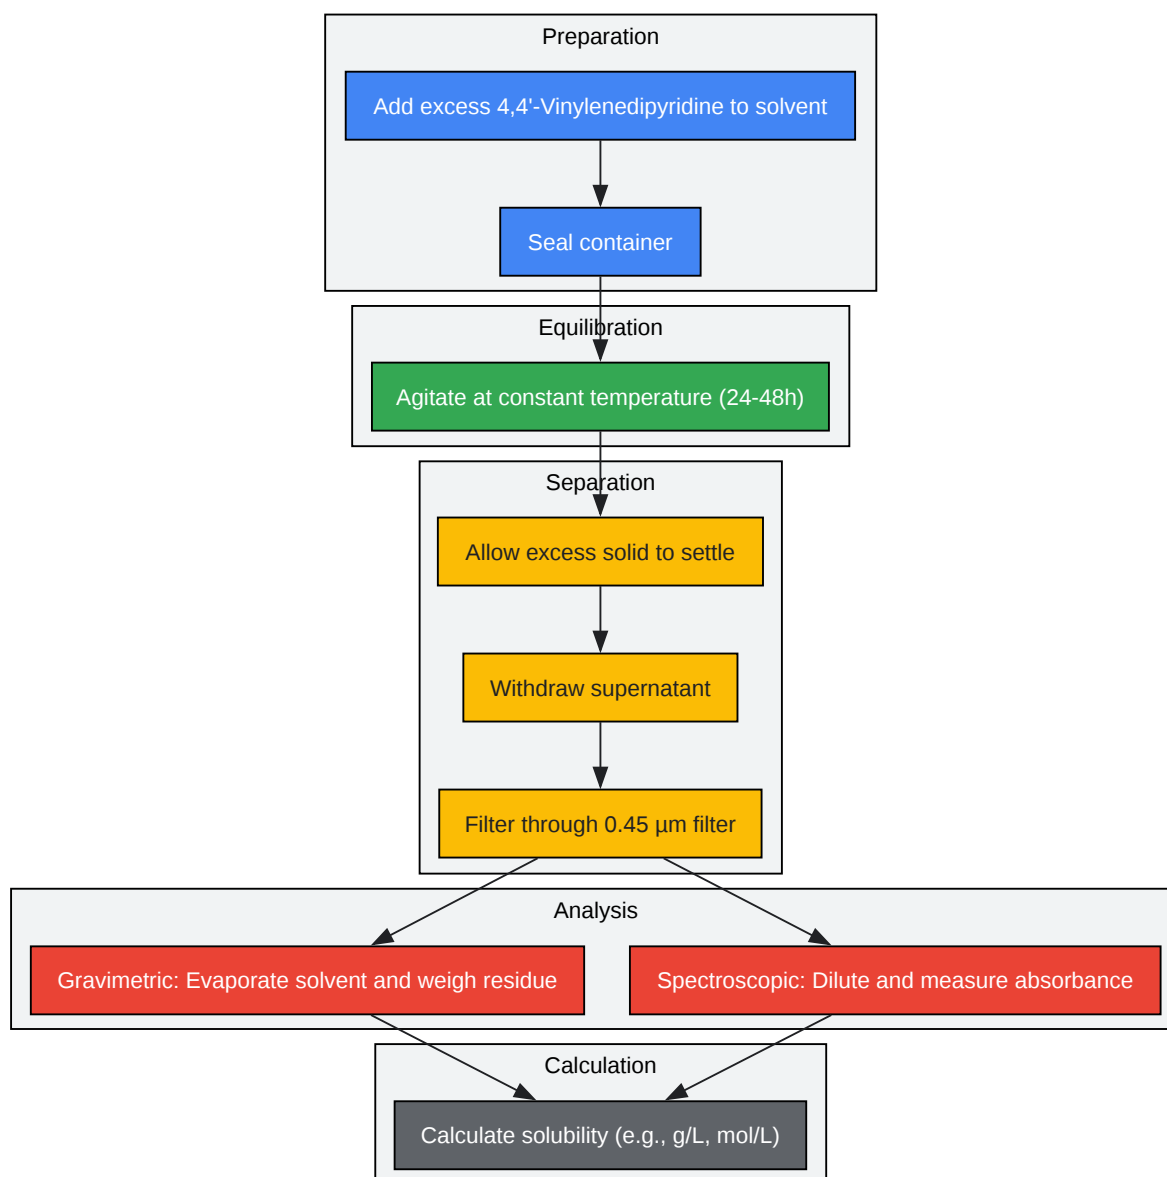 Preparation
Add excess 4,4'-Vinylenedipyridine to solvent
Seal container
Equilibration
Agitate at constant temperature (24-48h)
Separation
Allow excess solid to settle
Withdraw supernatant
Filter through 0.45 µm filter
Analysis
Gravimetric: Evaporate solvent and weigh residue
Spectroscopic: Dilute and measure absorbance
Calculation
Calculate solubility (e.g., g/L, mol/L)